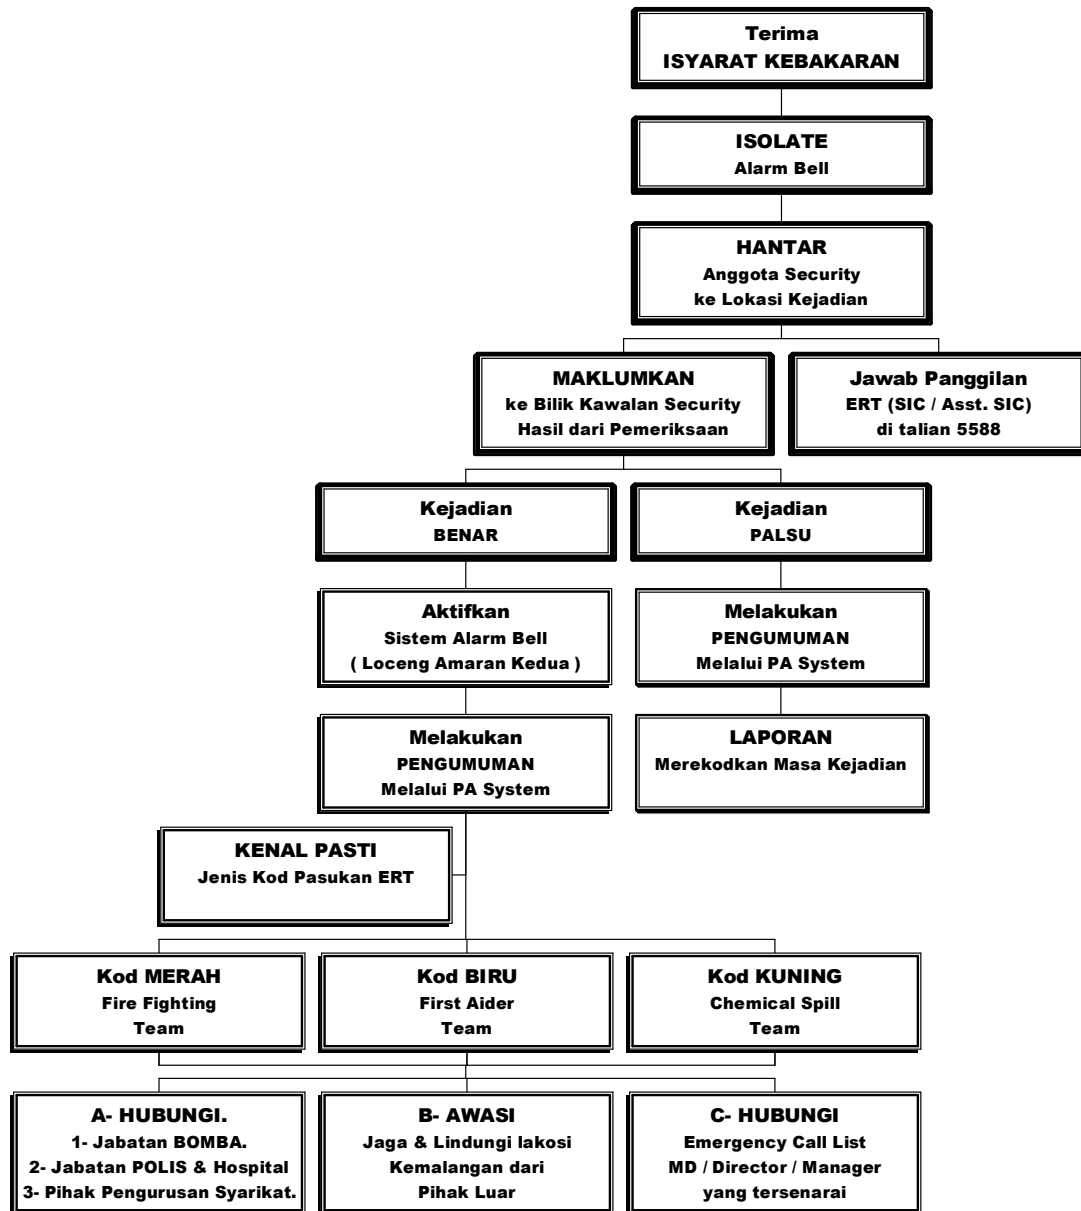 Terima
ISYARAT KEBAKARAN
ISOLATE
Alarm Bell
HANTAR
Anggota Security
ke Lokasi Kejadian
MAKLUMKAN
ke Bilik Kawalan Security
Hasil dari Pemeriksaan
Jawab Panggilan
ERT (SIC / Asst. SIC)
di talian 5588
Kejadian
BENAR
Kejadian
PALSU
Aktifkan
Sistem Alarm Bell
( Loceng Amaran Kedua )
Melakukan
PENGUMUMAN
Melalui PA System
Melakukan
PENGUMUMAN
Melalui PA System
LAPORAN
Merekodkan Masa Kejadian
KENAL PASTI
Jenis Kod Pasukan ERT
Kod MERAH
Fire Fighting
Team
Kod BIRU
First Aider
Team
Kod KUNING
Chemical Spill
Team
A- HUBUNGI.
1- Jabatan BOMBA.
2- Jabatan POLIS & Hospital
3- Pihak Pengurusan Syarikat.
B- AWASI
Jaga & Lindungi lakosi
Kemalangan dari
Pihak Luar
C- HUBUNGI
Emergency Call List
MD / Director / Manager
yang tersenarai